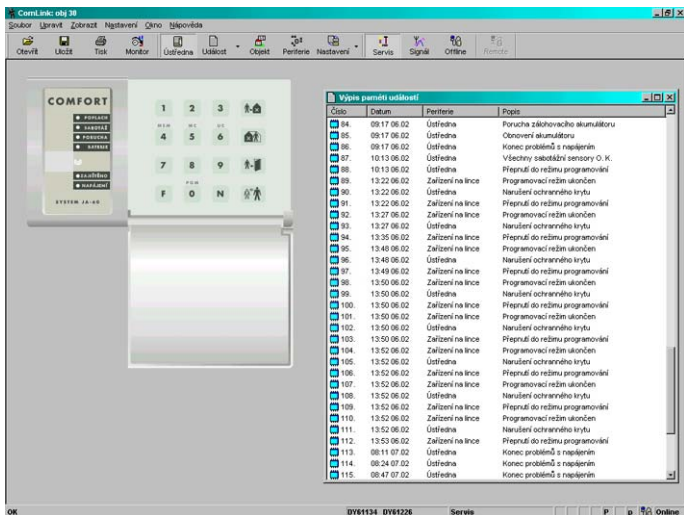 ComLink: obj 30
Soubor Upravit Zobrazit Nastavení Okno Nápověda
Otevřít Uložit Tisk Monitor Ústředna Událost Objekt Periferie Nastavení Servis Signál Offline Remote
COMFORT
POPLACH
SABOTÁŽ
PORUCHA
BATERIE
ZAJIŠTĚNO
NAPÁJENÍ
SYSTEM JA-60
1 2 3
MEM
4 5 6
7 8 9
PGM
F 0 N
Výpis paměti událostí
Číslo Datum Periferie Popis
84. 09:17 06.02 Ústředna Porucha zálohovacího akumulátoru
85. 09:17 06.02 Ústředna Obnovení akumulátoru
86. 09:17 06.02 Ústředna Konec problémů s napájením
87. 10:13 06.02 Ústředna Všechny sabotážní sensory O. K.
88. 10:13 06.02 Ústředna Přepnutí do režimu programování
89. 13:22 06.02 Zařízení na lince Programovací režim ukončen
90. 13:22 06.02 Ústředna Narušení ochranného krytu
91. 13:22 06.02 Zařízení na lince Přepnutí do režimu programování
92. 13:27 06.02 Zařízení na lince Programovací režim ukončen
93. 13:27 06.02 Ústředna Narušení ochranného krytu
94. 13:35 06.02 Zařízení na lince Přepnutí do režimu programování
95. 13:48 06.02 Zařízení na lince Programovací režim ukončen
96. 13:48 06.02 Ústředna Narušení ochranného krytu
97. 13:49 06.02 Zařízení na lince Přepnutí do režimu programování
98. 13:50 06.02 Zařízení na lince Programovací režim ukončen
99. 13:50 06.02 Ústředna Narušení ochranného krytu
100. 13:50 06.02 Zařízení na lince Přepnutí do režimu programování
101. 13:50 06.02 Zařízení na lince Programovací režim ukončen
102. 13:50 06.02 Ústředna Narušení ochranného krytu
103. 13:50 06.02 Zařízení na lince Přepnutí do režimu programování
104. 13:52 06.02 Zařízení na lince Programovací režim ukončen
105. 13:52 06.02 Ústředna Narušení ochranného krytu
106. 13:52 06.02 Zařízení na lince Přepnutí do režimu programování
107. 13:52 06.02 Zařízení na lince Programovací režim ukončen
108. 13:52 06.02 Ústředna Narušení ochranného krytu
109. 13:52 06.02 Zařízení na lince Přepnutí do režimu programování
110. 13:52 06.02 Zařízení na lince Programovací režim ukončen
111. 13:52 06.02 Ústředna Narušení ochranného krytu
112. 13:53 06.02 Zařízení na lince Přepnutí do režimu programování
113. 08:11 07.02 Ústředna Konec problémů s napájením
114. 08:24 07.02 Ústředna Konec problémů s napájením
115. 08:47 07.02 Ústředna Konec problémů s napájením
OK DY61134 DY61226 Servis P p Online